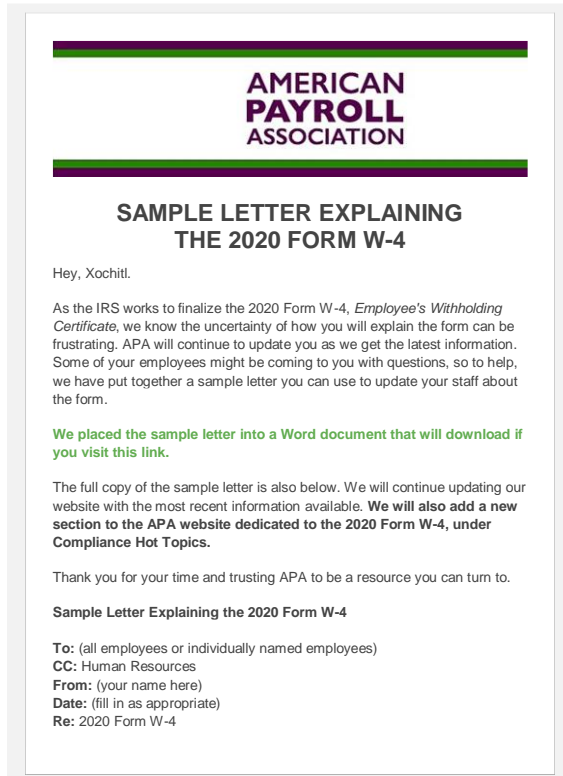 AMERICAN
PAYROLL
ASSOCIATION
SAMPLE LETTER EXPLAINING
THE 2020 FORM W-4
Hey, Xochitl.
As the IRS works to finalize the 2020 Form W-4, Employee's Withholding
Certificate, we know the uncertainty of how you will explain the form can be
frustrating. APA will continue to update you as we get the latest information.
Some of your employees might be coming to you with questions, so to help,
we have put together a sample letter you can use to update your staff about
the form.
We placed the sample letter into a Word document that will download if
you visit this link.
The full copy of the sample letter is also below. We will continue updating our
website with the most recent information available. We will also add a new
section to the APA website dedicated to the 2020 Form W-4, under
Compliance Hot Topics.
Thank you for your time and trusting APA to be a resource you can turn to.
Sample Letter Explaining the 2020 Form W-4
To: (all employees or individually named employees)
CC: Human Resources
From: (your name here)
Date: (fill in as appropriate)
Re: 2020 Form W-4